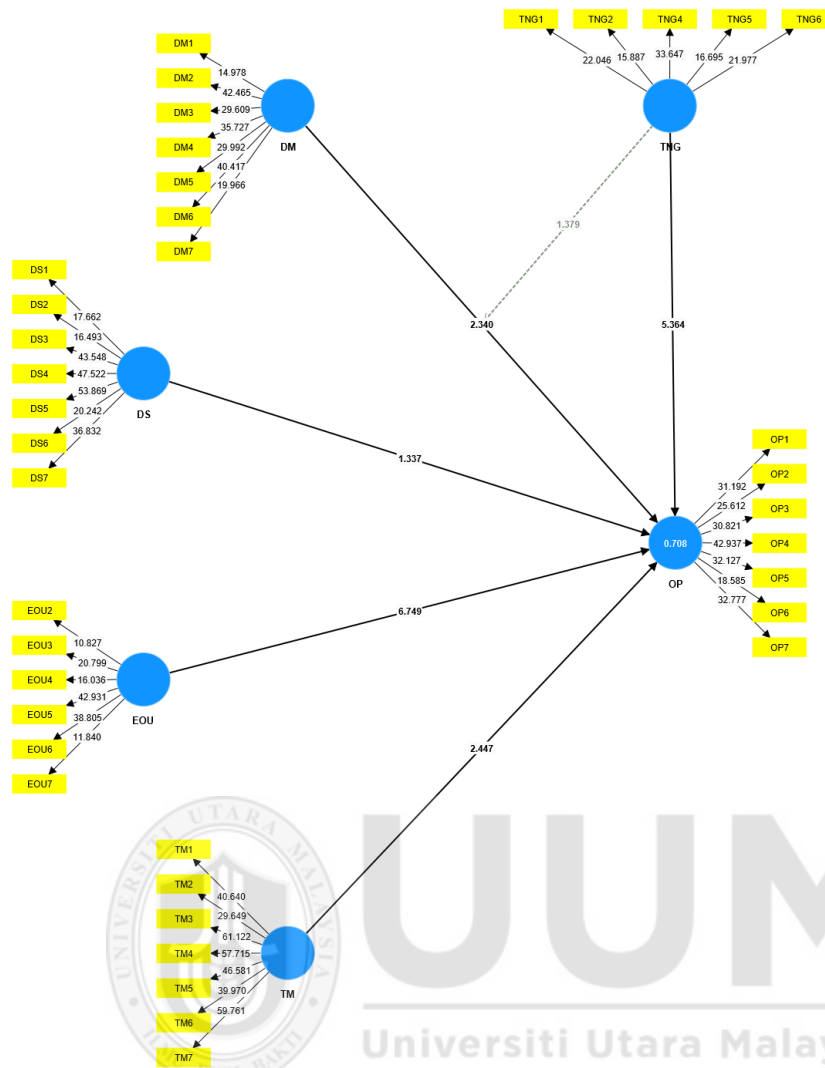 TNG1
TNG2
TNG4
TNG5
TNG6
22.046
15.887
33.647
16.695
21.977
TNG
DM1
DM2
DM3
DM4
DM5
DM6
DM7
14.978
42.465
29.609
35.727
29.992
40.417
19.966
DM
1.379
2.340
5.364
DS1
DS2
DS3
DS4
DS5
DS6
DS7
17.662
16.493
43.548
47.522
53.869
20.242
36.832
DS
1.337
OP1
OP2
OP3
OP4
OP5
OP6
OP7
31.192
25.612
30.821
42.937
32.127
18.585
32.777
0.708
OP
EOU2
EOU3
EOU4
EOU5
EOU6
EOU7
10.827
20.799
16.036
42.931
38.805
11.840
EOU
6.749
2.447
TM1
TM2
TM3
TM4
TM5
TM6
TM7
40.640
29.649
61.122
57.715
46.581
39.970
59.761
TM
UNIVERSITI UTARA MALAYSIA
BAKTI
UUM
Universiti Utara Malay